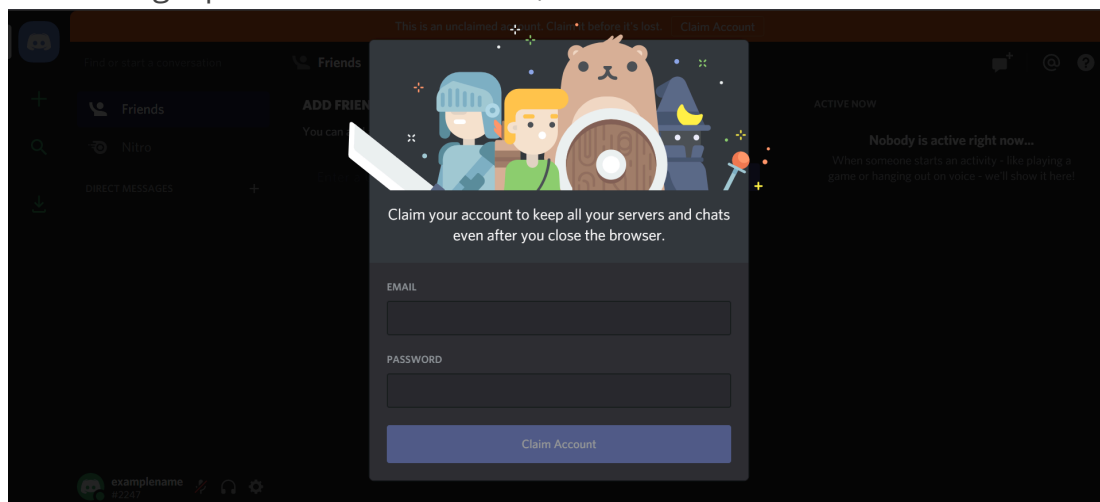 This is an unclaimed account. Claim it before it's lost. Claim Account
Find or start a conversation
Friends
Friends
ADD FRIEN
You can a
Nitro
DIRECT MESSAGES +
ACTIVE NOW
Nobody is active right now...
When someone starts an activity - like playing a
game or hanging out on voice - we'll show it here!
Claim your account to keep all your servers and chats
even after you close the browser.
EMAIL
PASSWORD
Claim Account
examplename
#2247